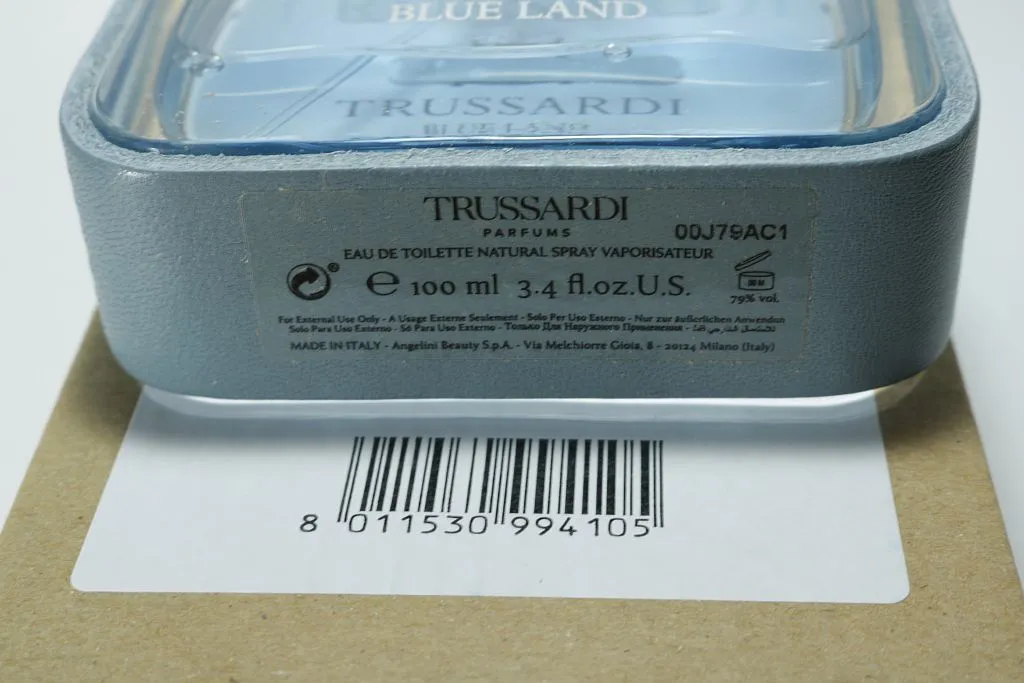 BLUE LAND
TRUSSARDI
BLUE LAND
TRUSSARDI
PARFUMS
00J79AC1
EAU DE TOILETTE NATURAL SPRAY VAPORISATEUR
℮ 100 ml 3.4 fl.oz.U.S.
79% vol.
For External Use Only - A Usage Externe Seulement - Solo Per Uso Esterno - Nur zur äußerlichen Anwendung
Solo Para Uso Externo - Só Para Uso Externo - Только Для Наружного Применения -
MADE IN ITALY - Angelini Beauty S.p.A. - Via Melchiorre Gioia, 8 - 20124 Milano (Italy)
8 011530 994105